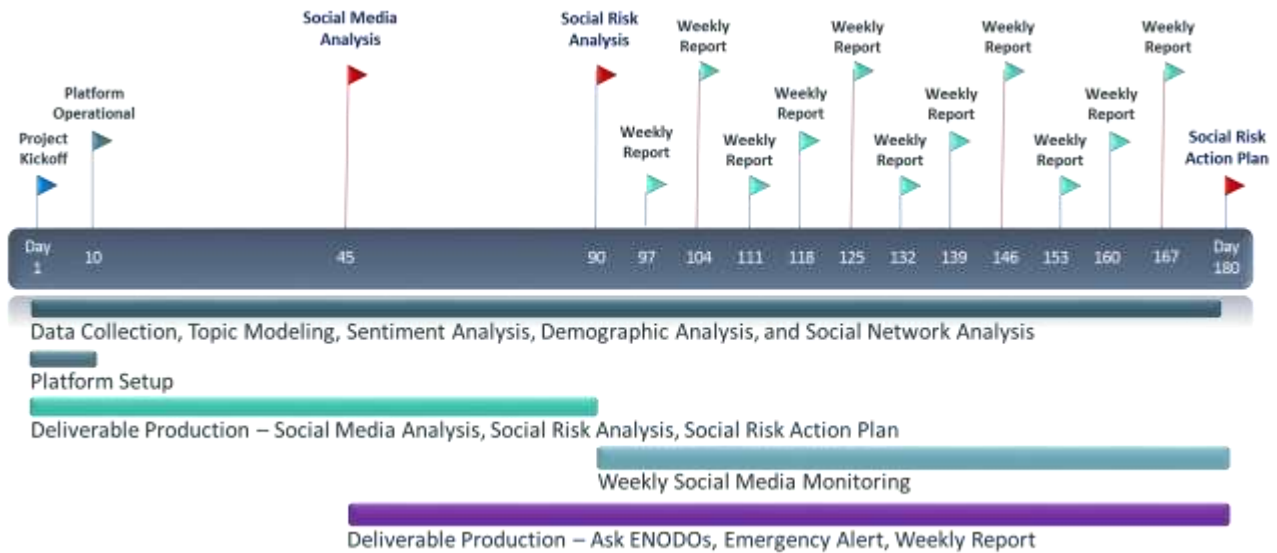 Social Media
Analysis
Social Risk
Analysis
Weekly
Report
Weekly
Report
Weekly
Report
Weekly
Report
Platform
Operational
Weekly
Report
Weekly
Report
Weekly
Report
Project
Kickoff
Weekly
Report
Weekly
Report
Weekly
Report
Weekly
Report
Social Risk
Action Plan
Day
1
10
45
90
97
104
111
118
125
132
139
146
153
160
167
Day
180
Data Collection, Topic Modeling, Sentiment Analysis, Demographic Analysis, and Social Network Analysis
Platform Setup
Deliverable Production – Social Media Analysis, Social Risk Analysis, Social Risk Action Plan
Weekly Social Media Monitoring
Deliverable Production – Ask ENODOs, Emergency Alert, Weekly Report